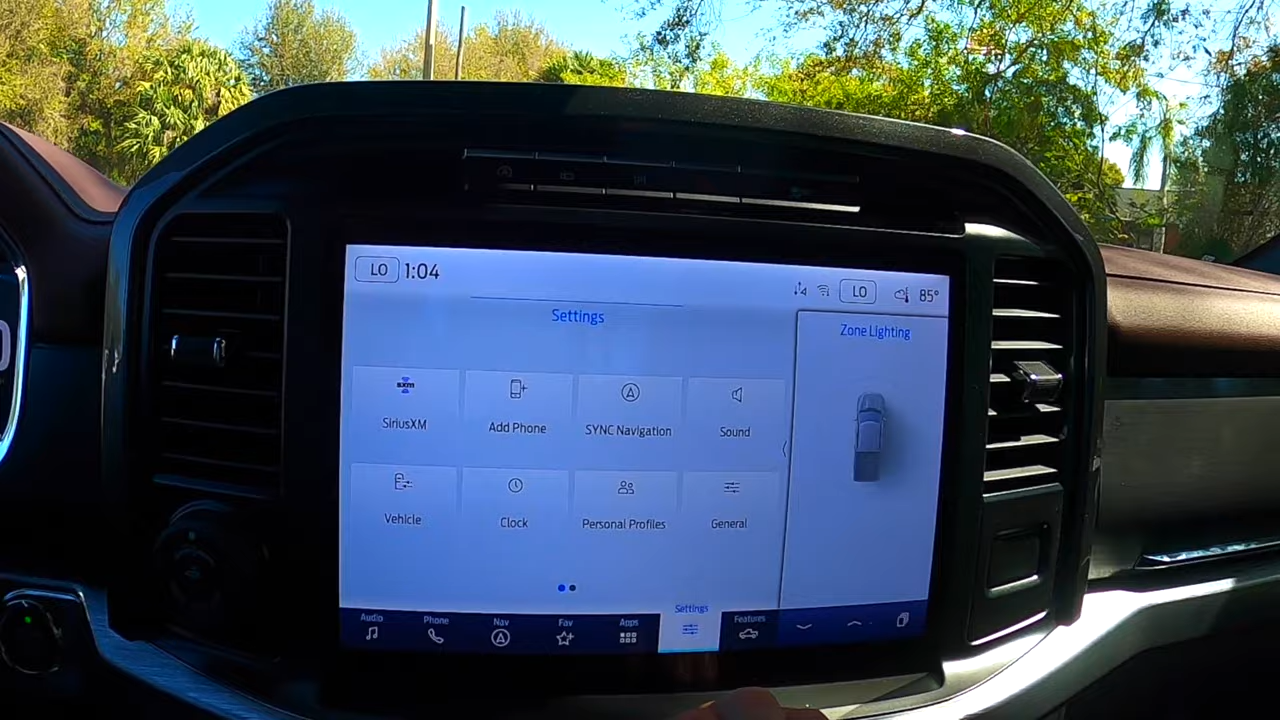 LO 1:04
LO 85°
Settings
Zone Lighting
sxm
SiriusXM
Add Phone
SYNC Navigation
Sound
Vehicle
Clock
Personal Profiles
General
Audio
Phone
Nav
Fav
Apps
Settings
Features